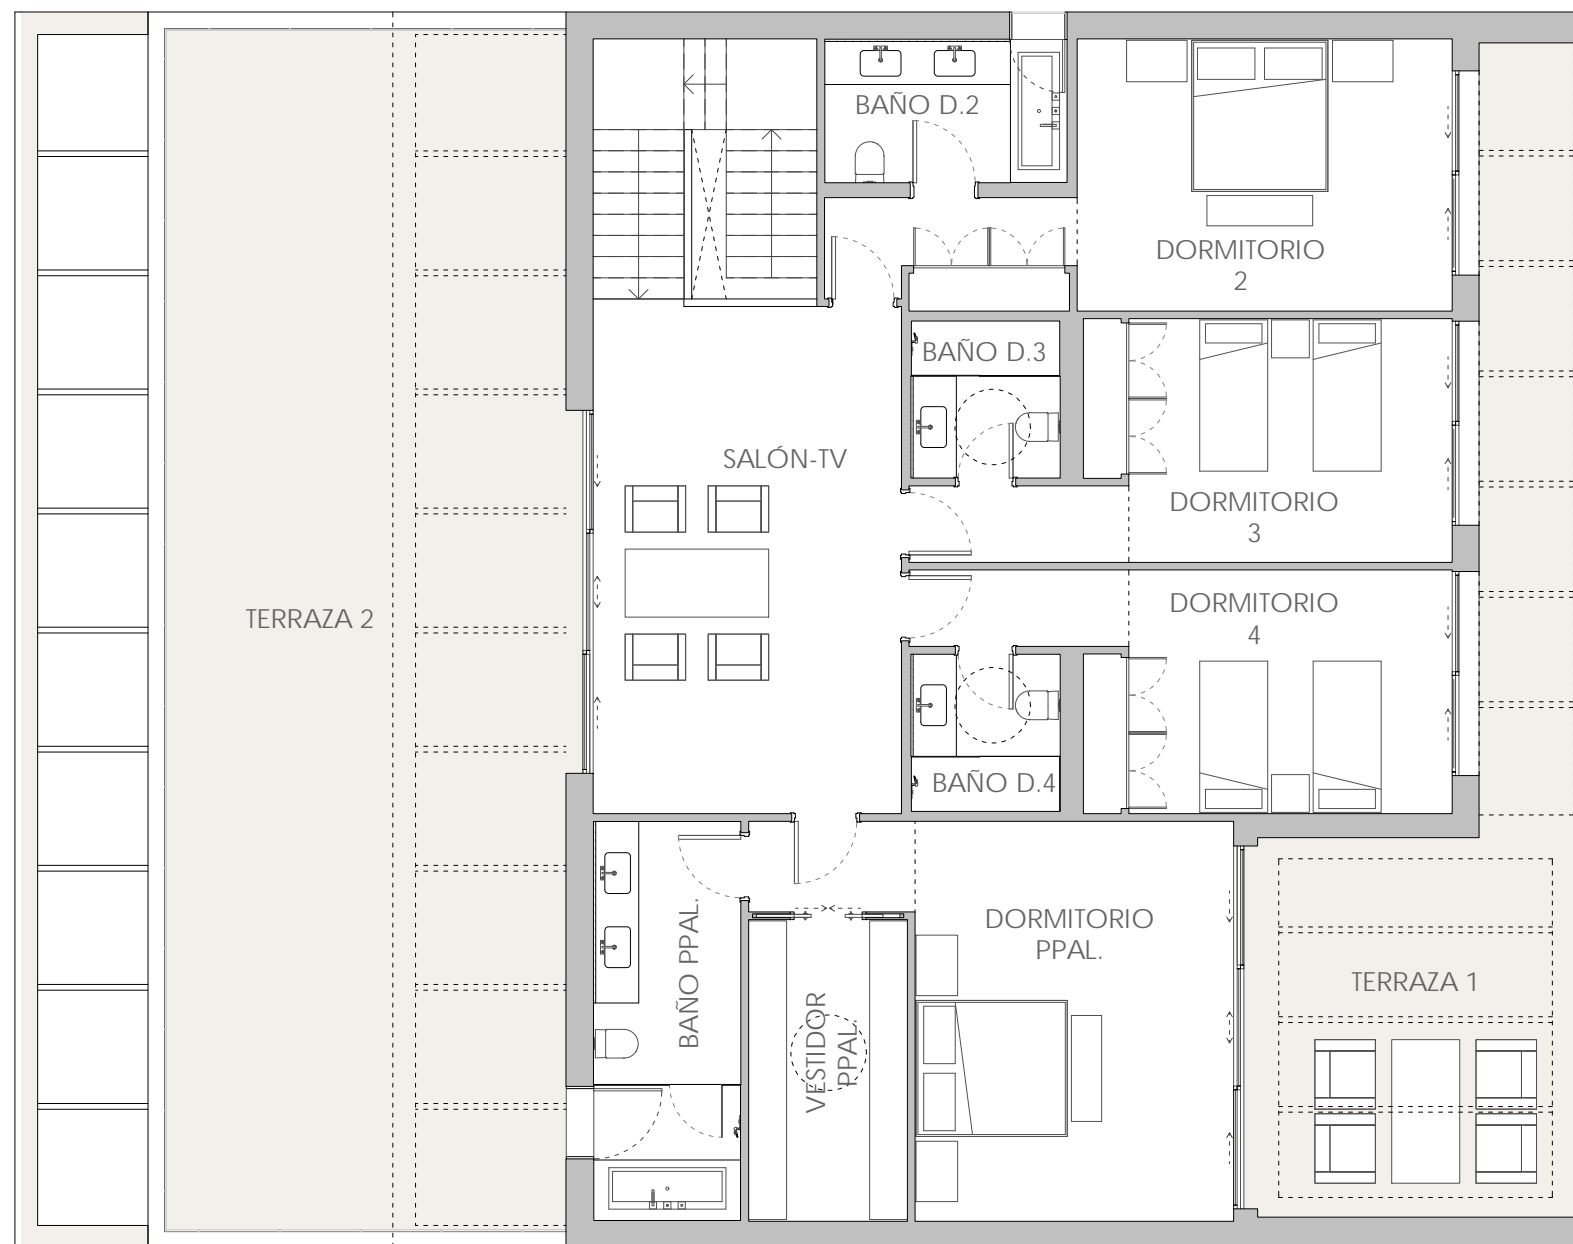 BAÑO D.2
DORMITORIO
2
BAÑO D.3
SALÓN-TV
DORMITORIO
3
TERRAZA 2
DORMITORIO
4
BAÑO D.4
BAÑO PPAL.
VESTIDOR
PPAL.
DORMITORIO
PPAL.
TERRAZA 1